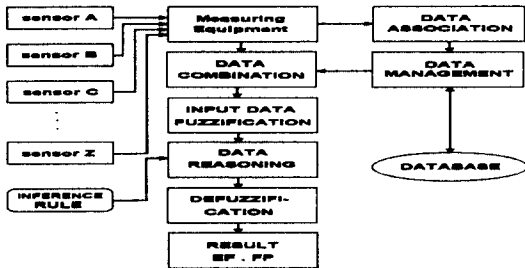 sensor A
sensor B
sensor C
sensor Z
INFERENCE
RULE
Measuring
Equipment
DATA
COMBINATION
INPUT DATA
FUZZIFICATION
DATA
REASONING
DEFUZZIFI-
CATION
RESULT
EF . FP
DATA
ASSOCIATION
DATA
MANAGEMENT
DATABASE